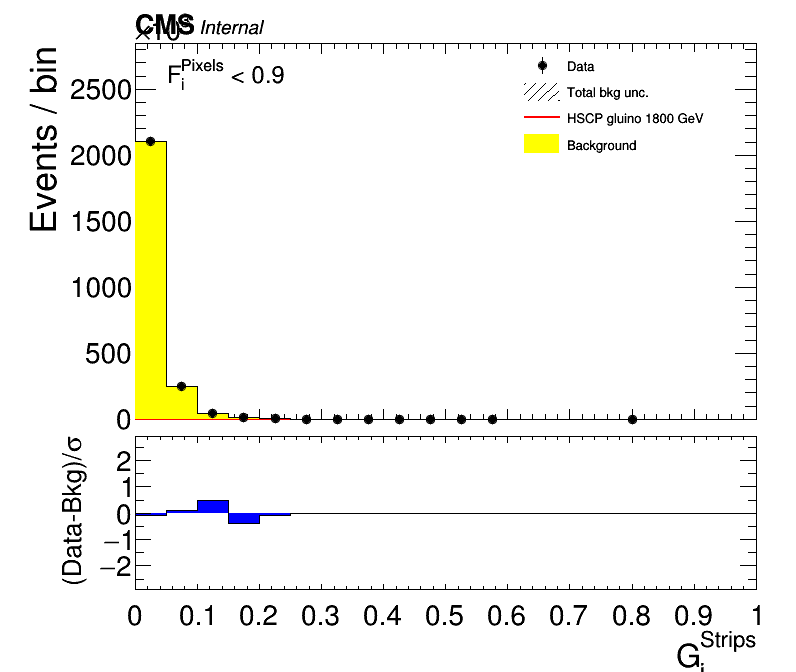 CMS Internal
F_i^Pixels < 0.9
Data
Total bkg unc.
HSCP gluino 1800 GeV
Background
Events / bin
2500
2000
1500
1000
500
0
(Data-Bkg)/σ
2
1
0
−1
−2
0 0.1 0.2 0.3 0.4 0.5 0.6 0.7 0.8 0.9 1
G_i^Strips